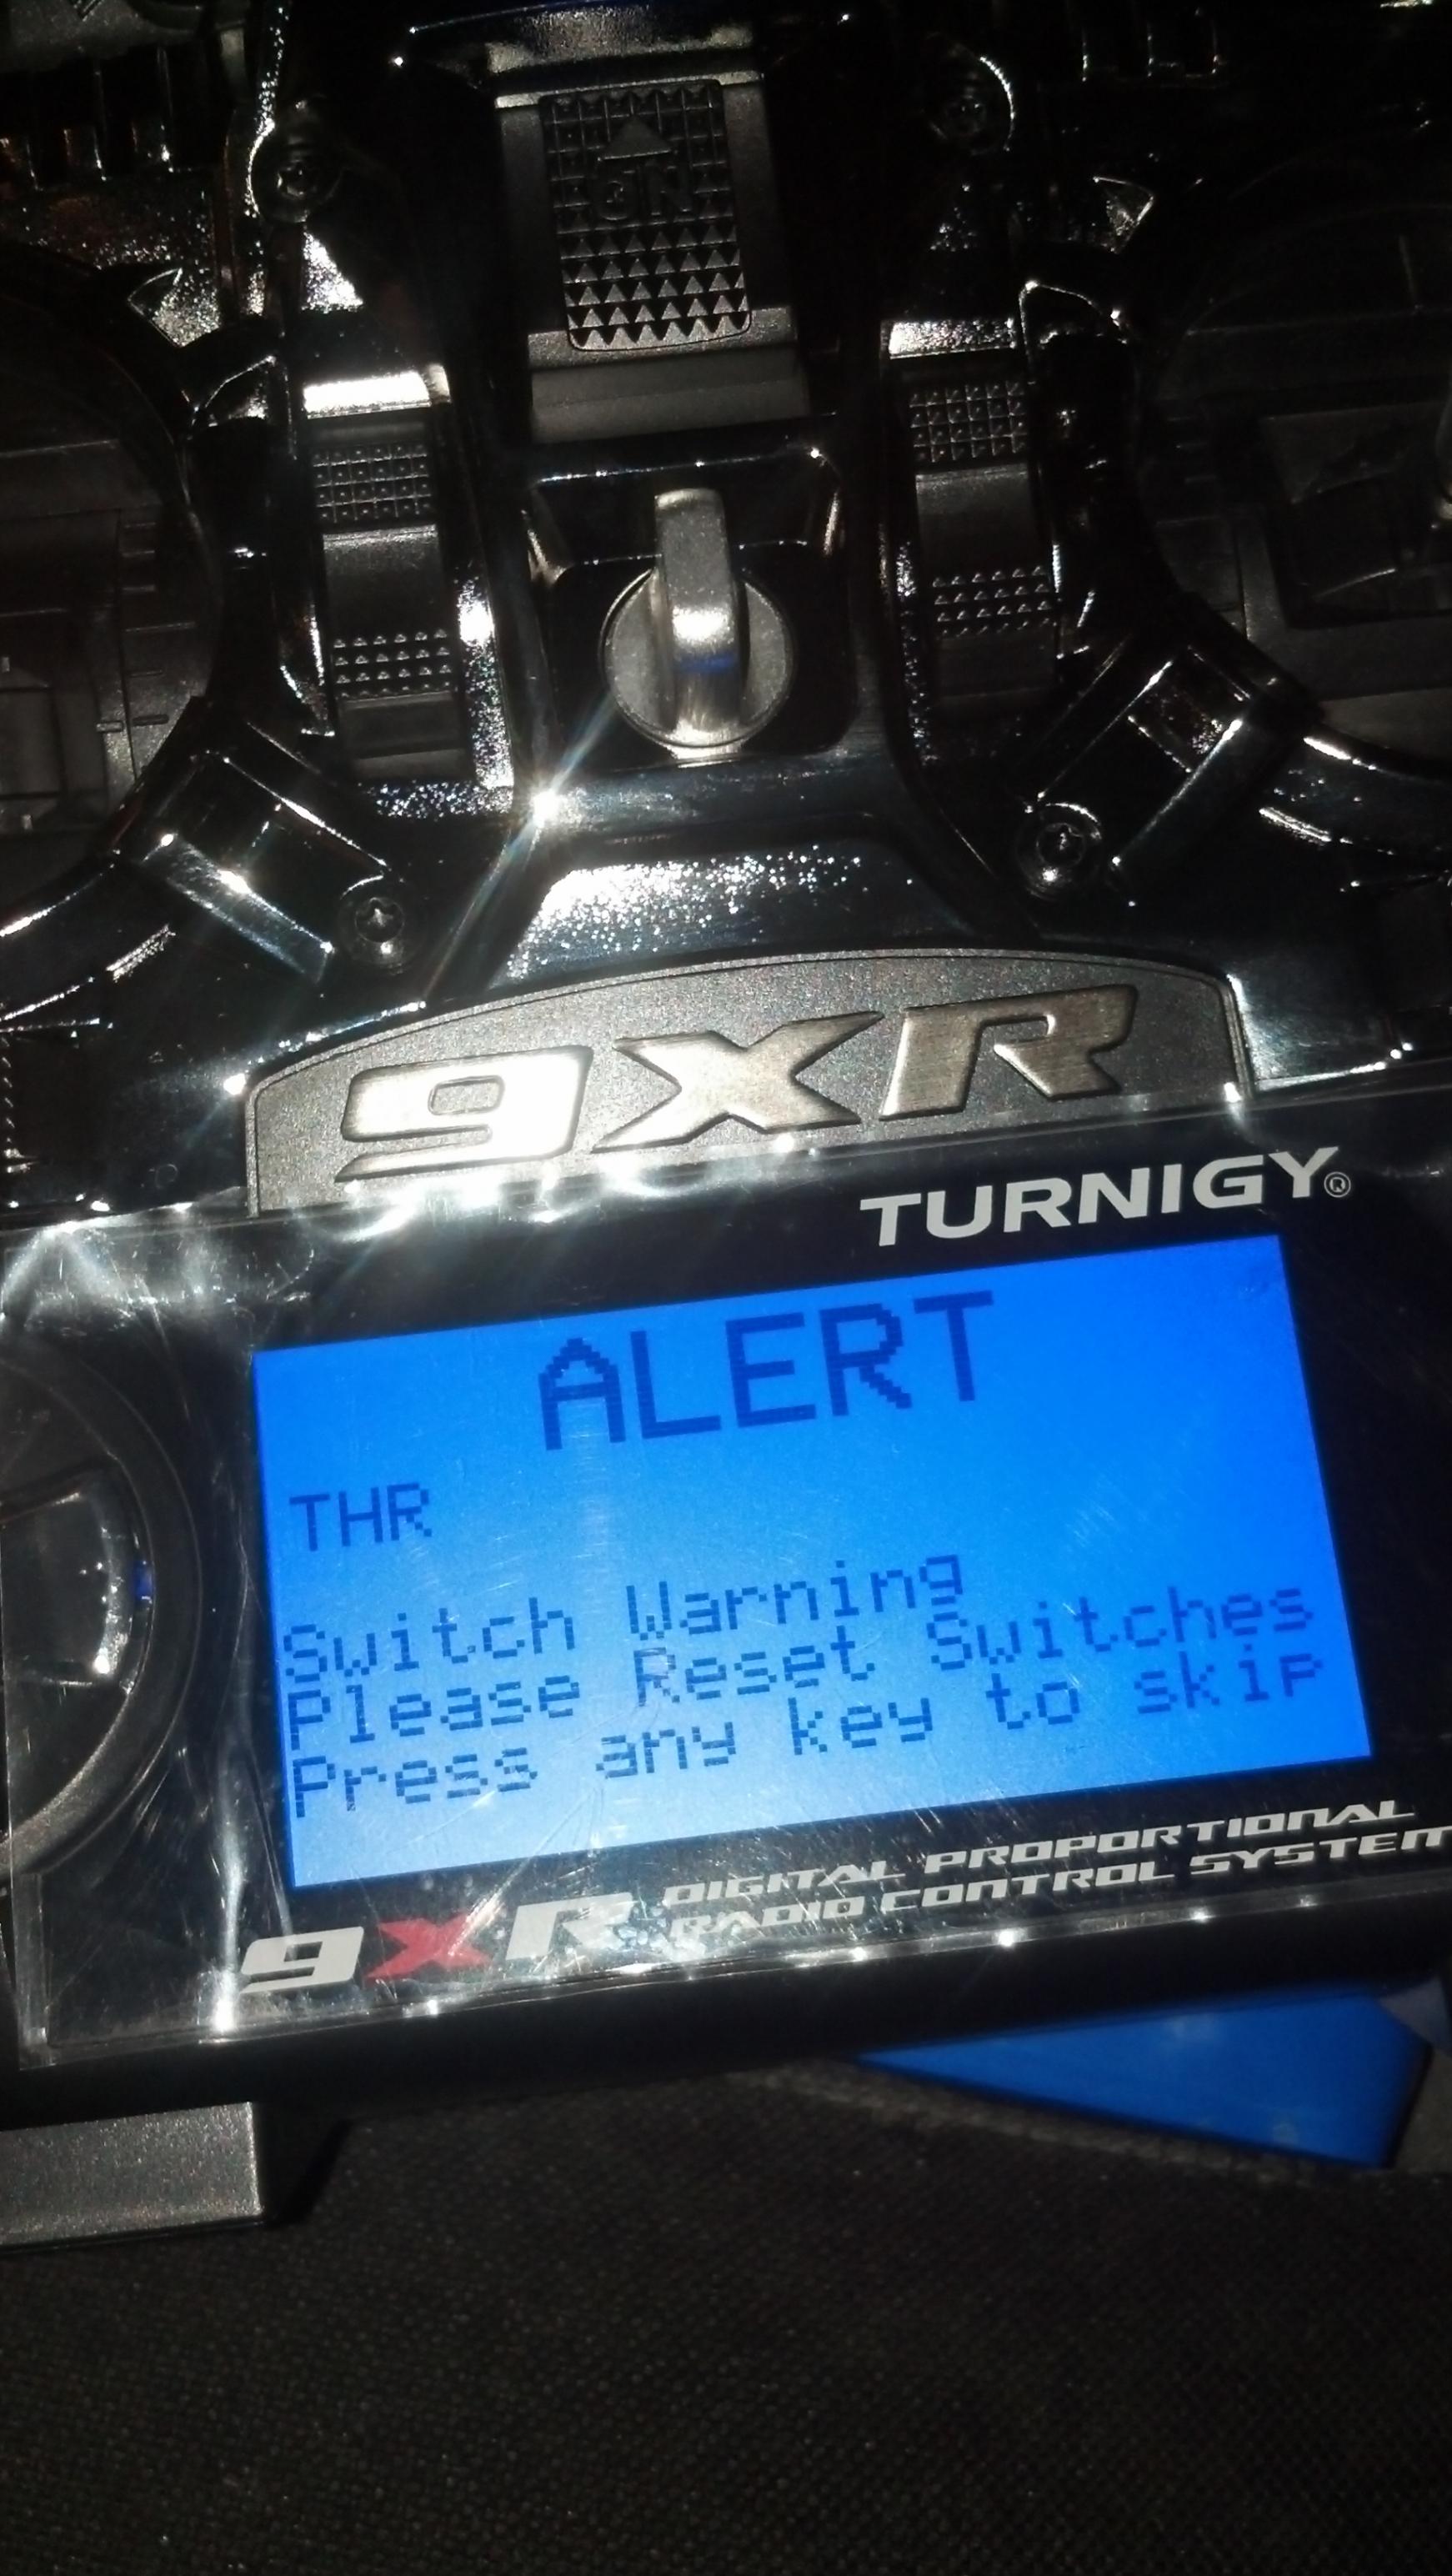 ON
9XR
TURNIGY®
ALERT
THR
Switch Warning
Please Reset Switches
Press any key to skip
9XR DIGITAL PROPORTIONAL
RADIO CONTROL SYSTEM